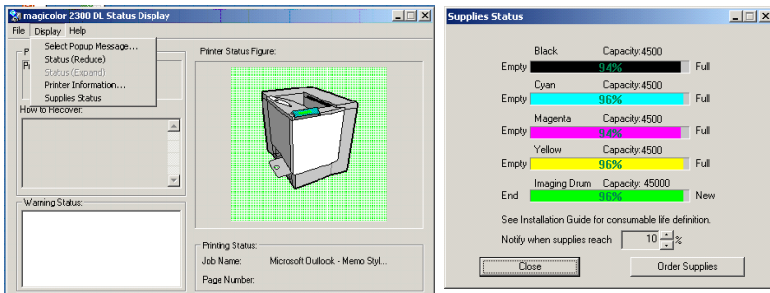 magicolor 2300 DL Status Display
File Display Help
Select Popup Message...
Status (Reduce)
Status (Expand)
Printer Information...
Supplies Status
How to Recover:
Warning Status:
Printer Status Figure:
Printing Status:
Job Name: Microsoft Outlook - Memo Styl...
Page Number:
Supplies Status
Black Capacity:4500
Empty 94% Full
Cyan Capacity:4500
Empty 96% Full
Magenta Capacity:4500
Empty 94% Full
Yellow Capacity:4500
Empty 96% Full
Imaging Drum Capacity: 45000
End 96% New
See Installation Guide for consumable life definition.
Notify when supplies reach 10 %
Close Order Supplies